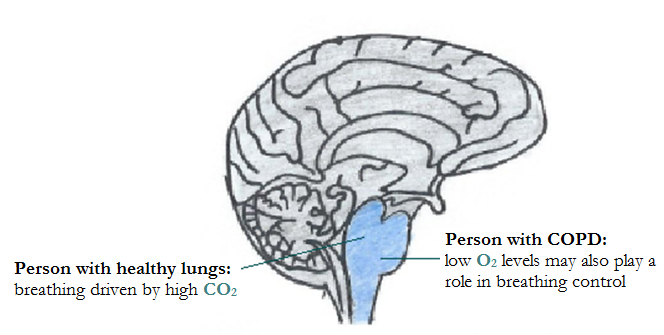 Person with healthy lungs:
breathing driven by high CO₂
Person with COPD:
low O₂ levels may also play a
role in breathing control